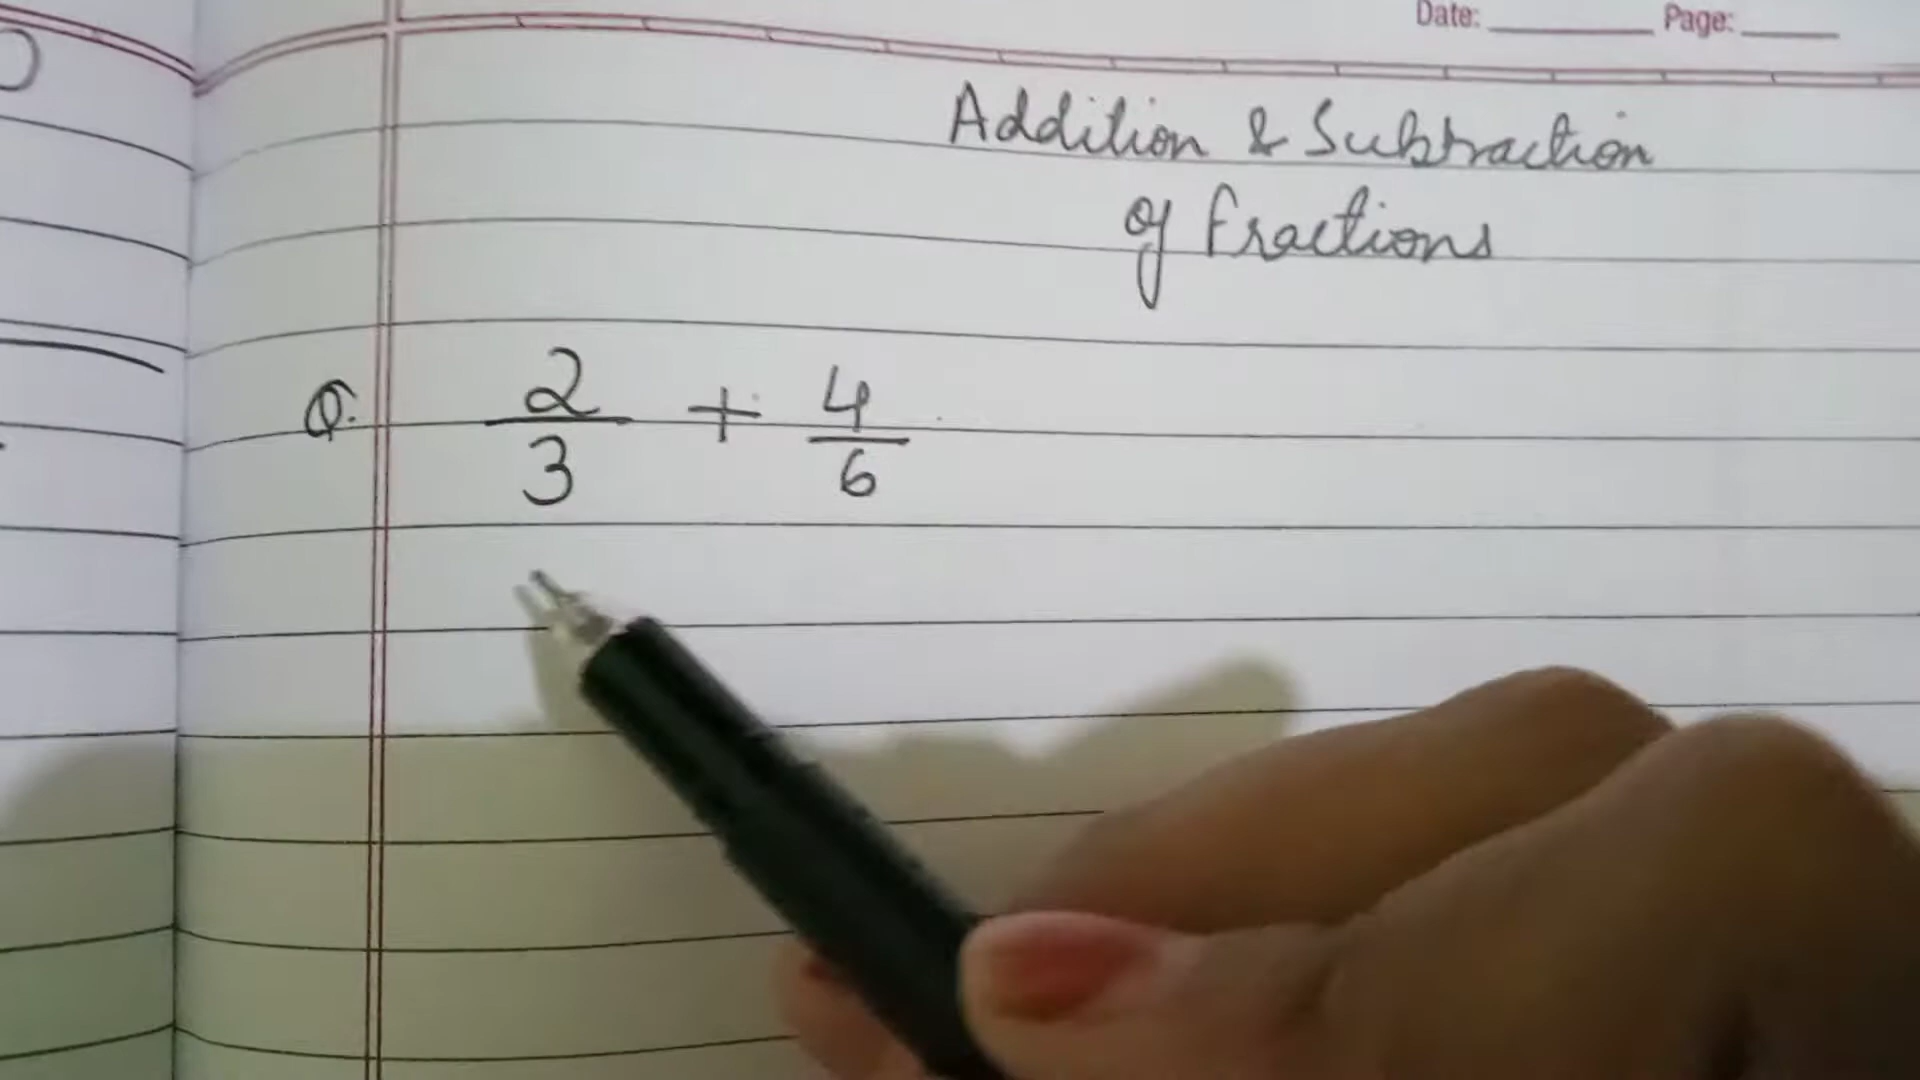 Date: Page:
Addition & Subtraction
of Fractions
Q. 2/3 + 4/6